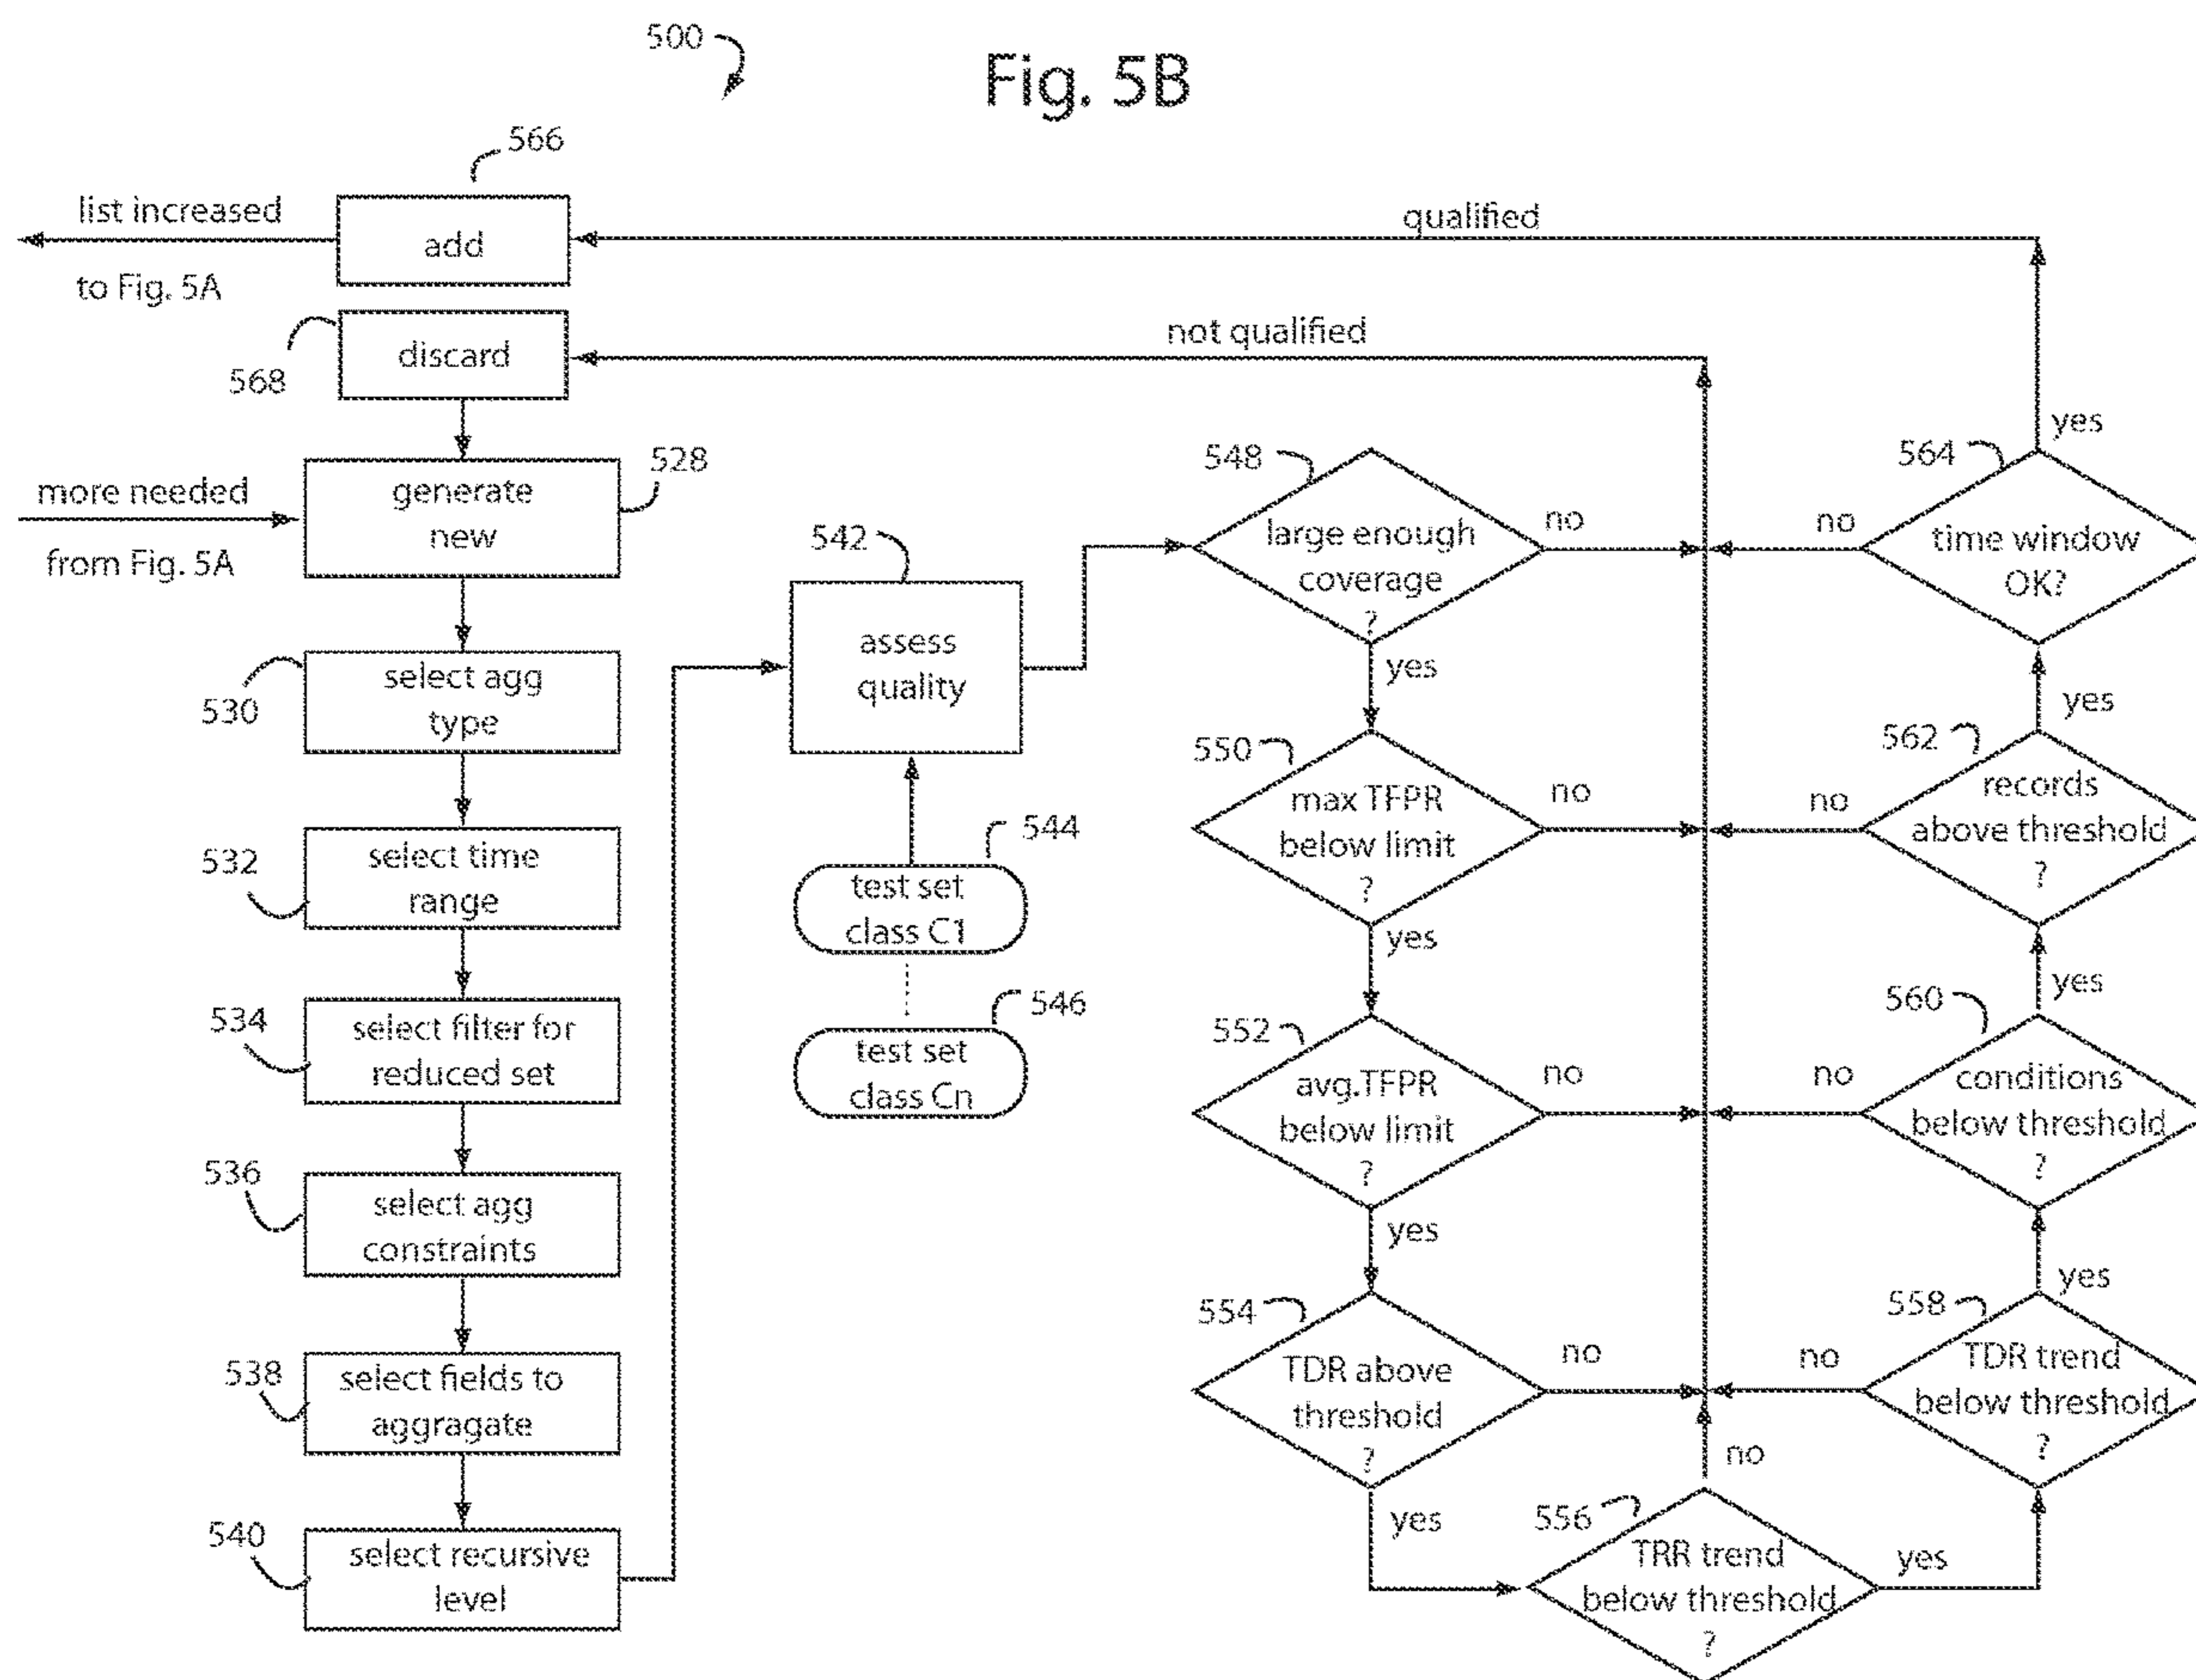 500
Fig. 5B
566
list increased
add
qualified
to Fig. 5A
568
discard
not qualified
more needed
generate
new
528
from Fig. 5A
530
select agg
type
532
select time
range
534
select filter for
reduced set
536
select agg
constraints
538
select fields to
aggragate
540
select recursive
level
542
assess
quality
544
test set
class C1
546
test set
class Cn
548
large enough
coverage
?
no
yes
550
max TFPR
below limit
?
no
yes
552
avg.TFPR
below limit
?
no
yes
554
TDR above
threshold
?
no
yes
556
TRR trend
below threshold
?
no
yes
558
TDR trend
below threshold
?
no
yes
560
conditions
below threshold
?
no
yes
562
records
above threshold
?
no
yes
564
time window
OK?
no
yes